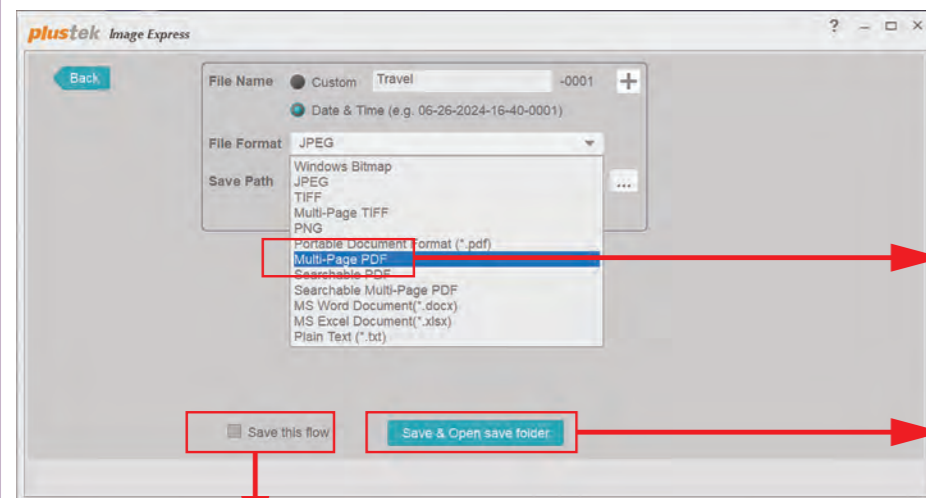 plustek Image Express
? – □ ×
Back
File Name Custom Travel -0001 +
Date & Time (e.g. 06-26-2024-16-40-0001)
File Format JPEG
Save Path ...
Windows Bitmap
JPEG
TIFF
Multi-Page TIFF
PNG
Portable Document Format (*.pdf)
Multi-Page PDF
Searchable PDF
Searchable Multi-Page PDF
MS Word Document(*.docx)
MS Excel Document(*.xlsx)
Plain Text (*.txt)
Save this flow Save & Open save folder